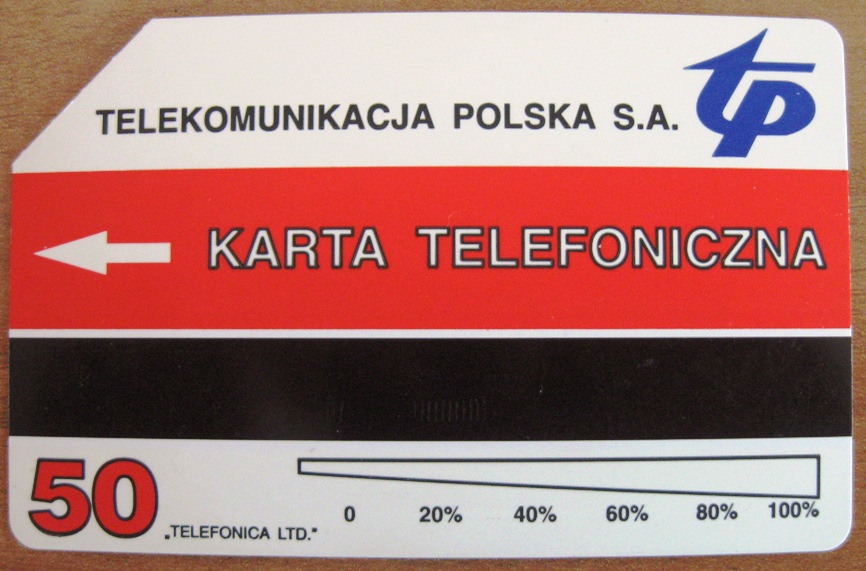 TELEKOMUNIKACJA POLSKA S.A.
tp
KARTA TELEFONICZNA
50
„TELEFONICA LTD.”
0 20% 40% 60% 80% 100%